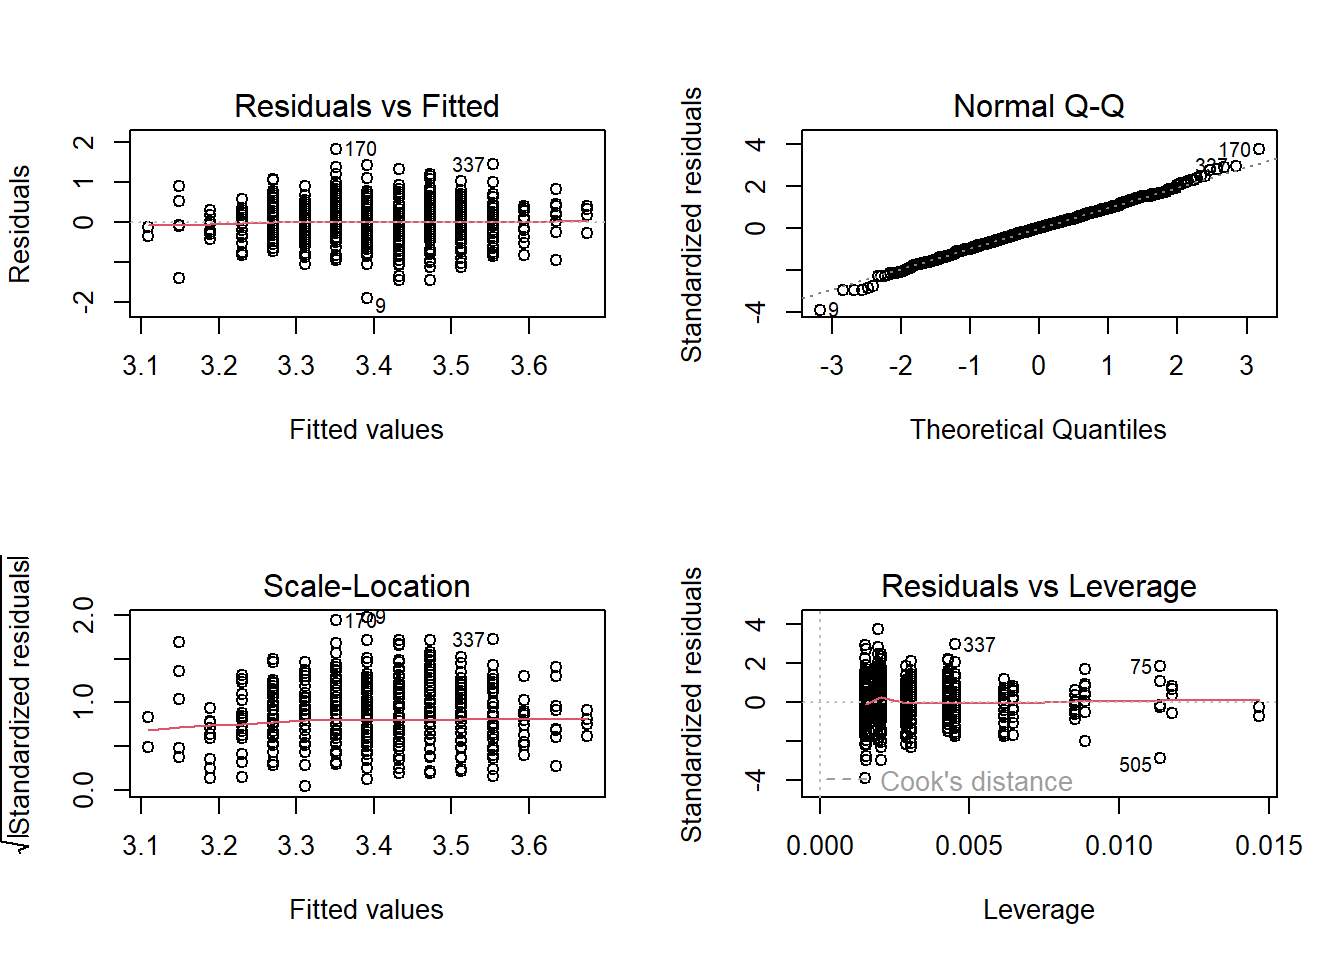 Residuals vs Fitted
Residuals
2
1
0
-2
170
337
9
3.1 3.2 3.3 3.4 3.5 3.6
Fitted values
Normal Q-Q
Standardized residuals
4
2
0
-4
170
337
9
-3 -2 -1 0 1 2 3
Theoretical Quantiles
Scale-Location
√|Standardized residuals|
2.0
1.0
0.0
170
9
337
3.1 3.2 3.3 3.4 3.5 3.6
Fitted values
Residuals vs Leverage
Standardized residuals
4
2
0
-4
337
75
505
Cook's distance
0.000 0.005 0.010 0.015
Leverage